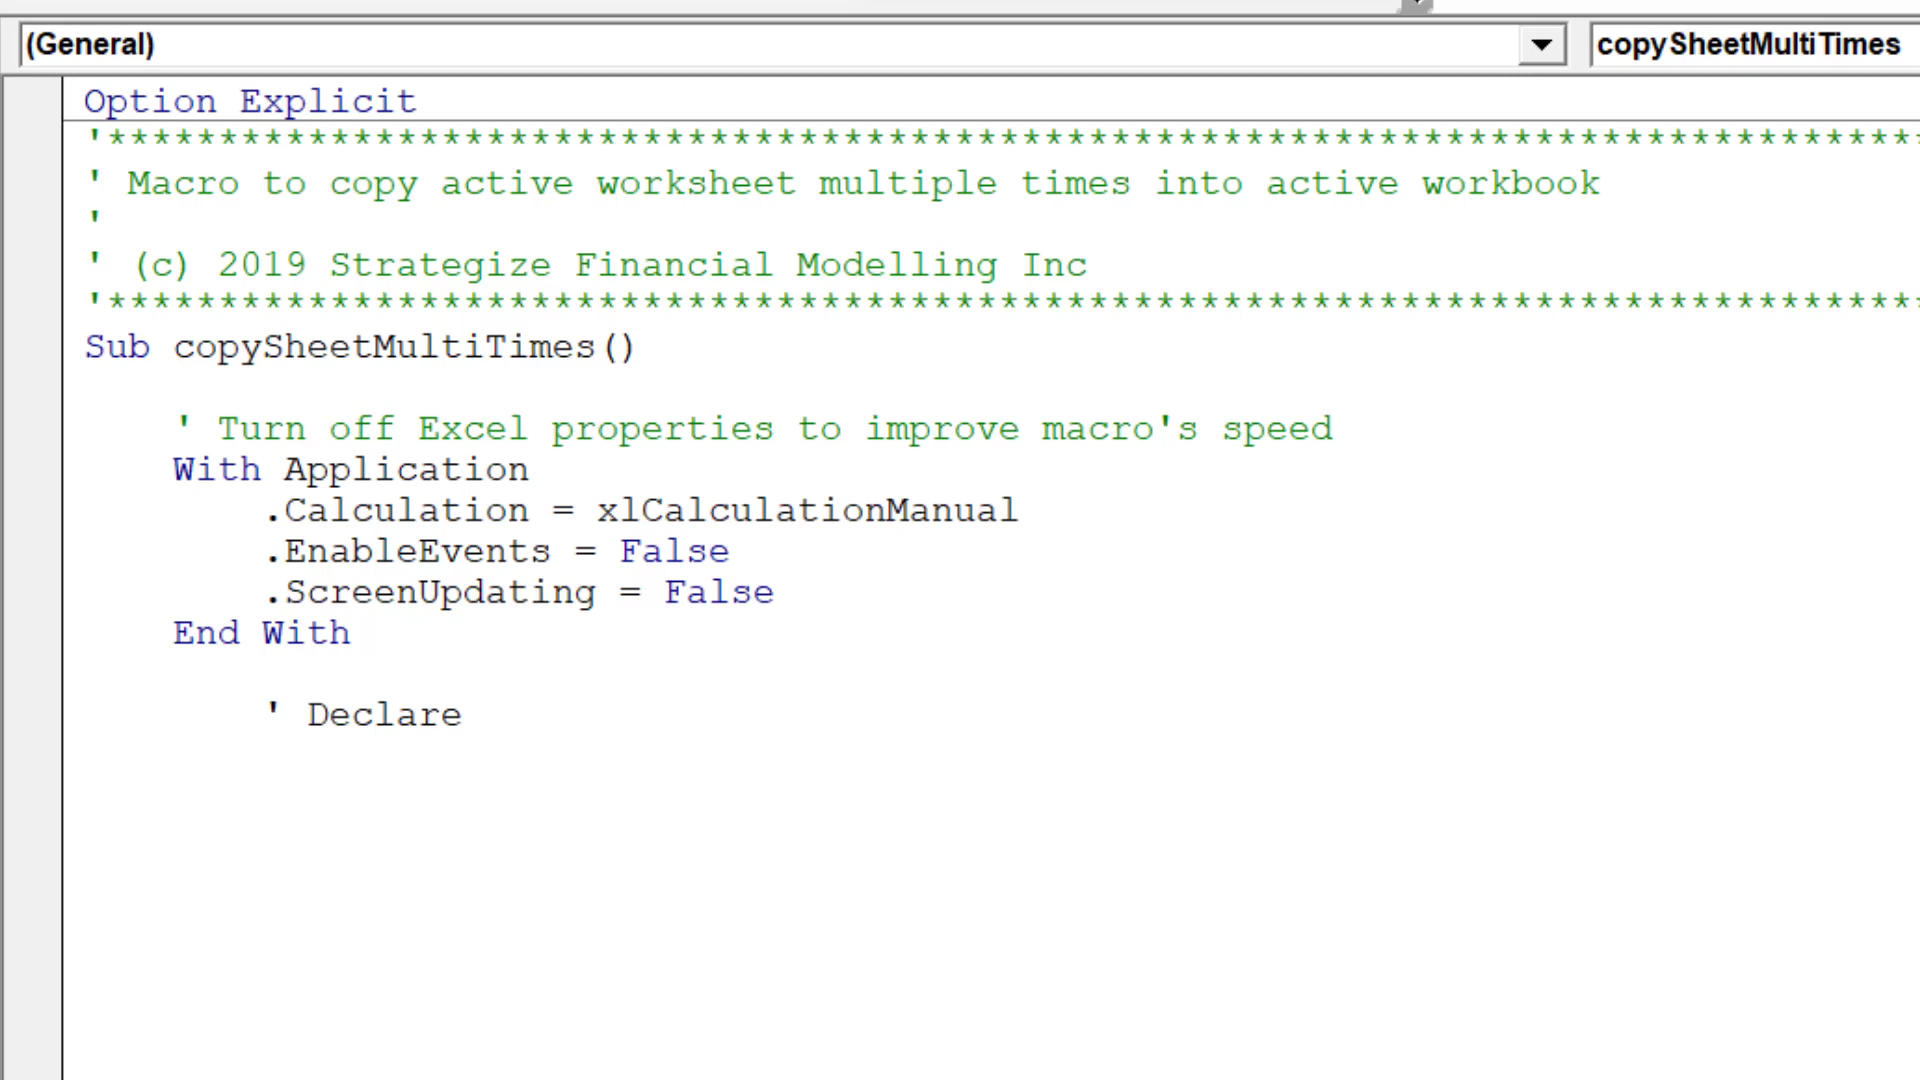 (General) copySheetMultiTimes
Option Explicit
'**********************************************************************************
' Macro to copy active worksheet multiple times into active workbook
'
' (c) 2019 Strategize Financial Modelling Inc
'**********************************************************************************
Sub copySheetMultiTimes()
' Turn off Excel properties to improve macro's speed
With Application
.Calculation = xlCalculationManual
.EnableEvents = False
.ScreenUpdating = False
End With
' Declare